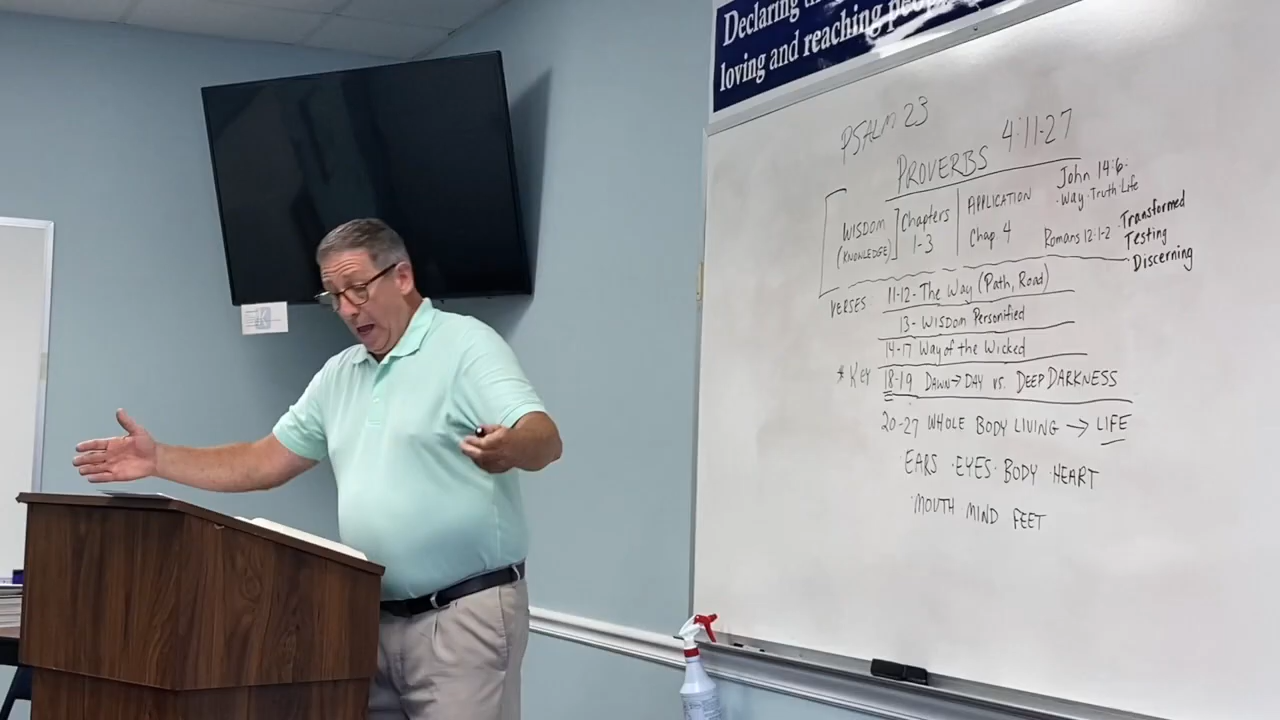 Declaring
loving and reaching people
PSALM 23
PROVERBS 4:11-27
WISDOM
(KNOWLEDGE)
Chapters
1-3
APPLICATION
Chap. 4
John 14:6-
·Way·Truth·Life
Romans 12:1-2
·Transformed
Testing
Discerning
VERSES
11-12- The Way (Path, Road)
13- WISDOM Personified
14-17 Way of the Wicked
* KEY 18-19 DAWN→DAY VS. DEEP DARKNESS
20-27 WHOLE BODY LIVING → LIFE
·EARS ·EYES· BODY ·HEART
·MOUTH ·MIND FEET